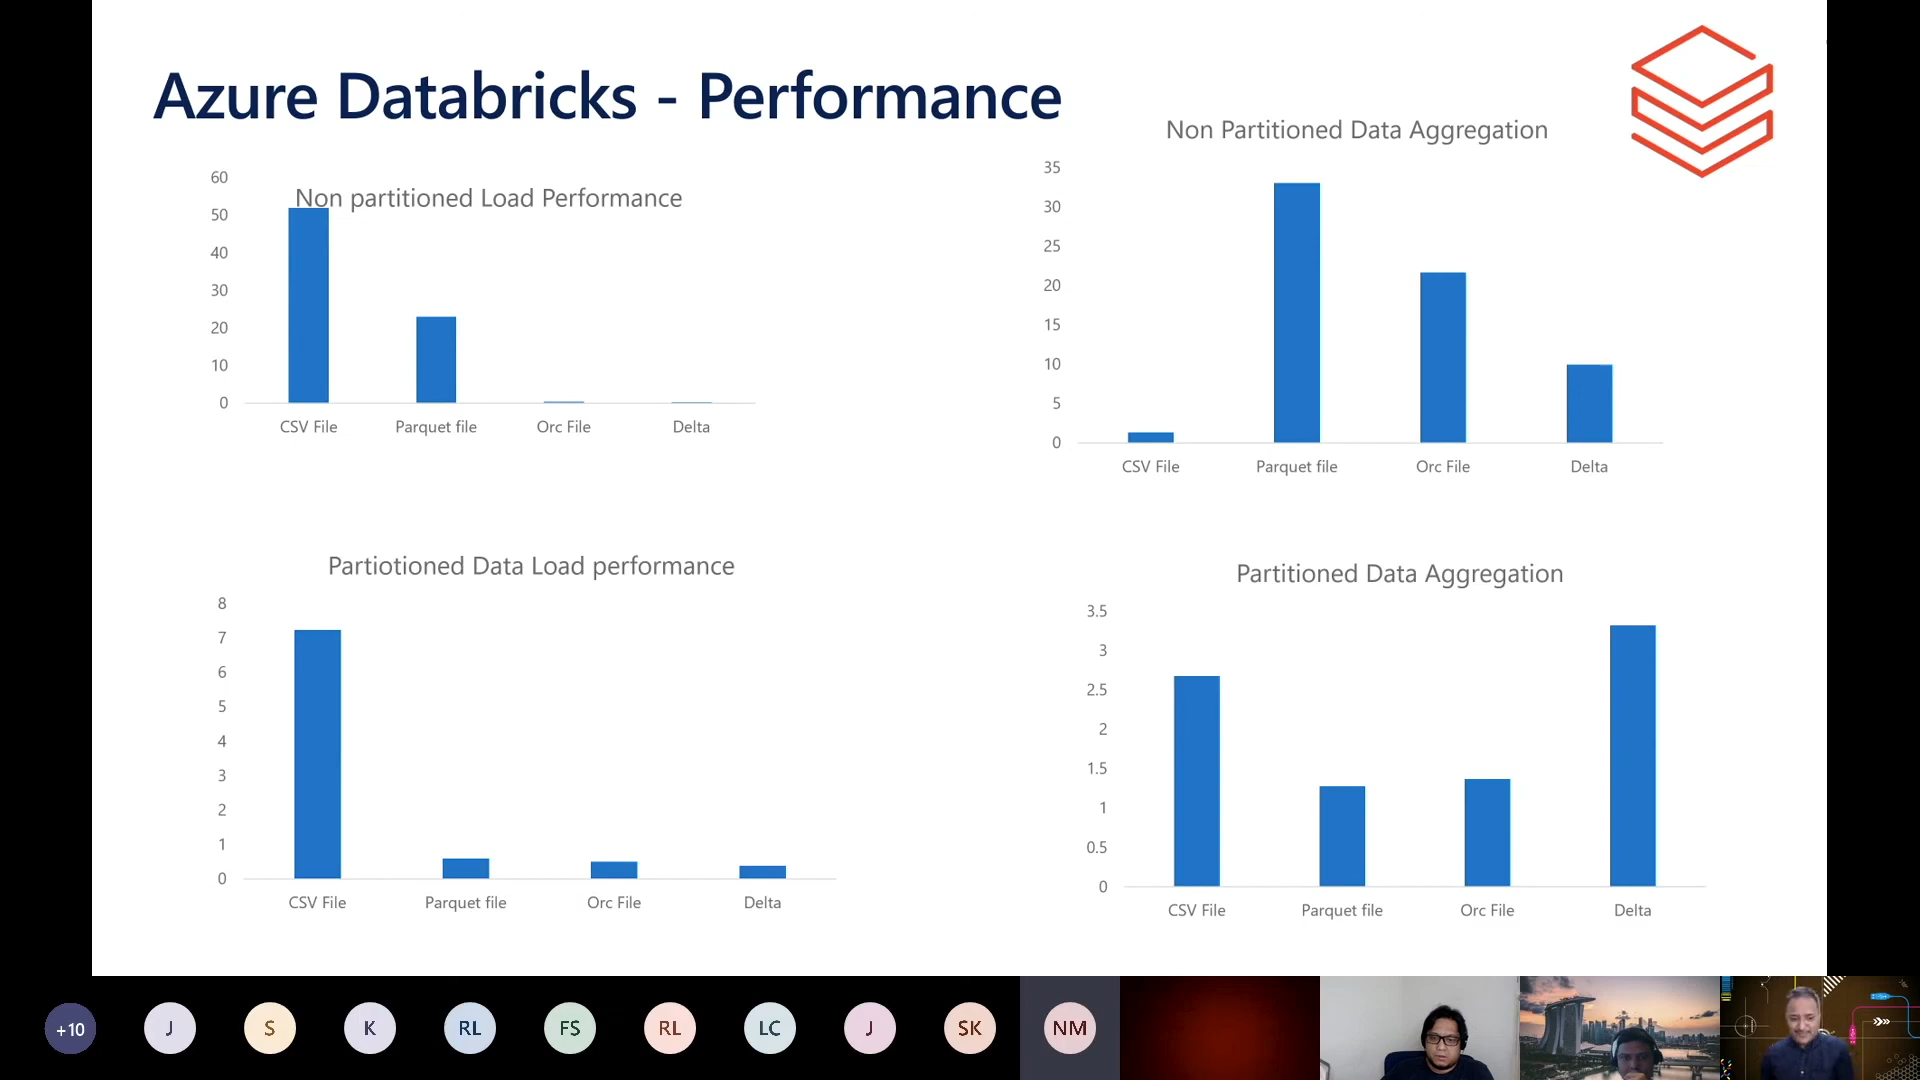 Azure Databricks - Performance
Non partitioned Load Performance
60
50
40
30
20
10
0
CSV File
Parquet file
Orc File
Delta
Non Partitioned Data Aggregation
35
30
25
20
15
10
5
0
CSV File
Parquet file
Orc File
Delta
Partiotioned Data Load performance
8
7
6
5
4
3
2
1
0
CSV File
Parquet file
Orc File
Delta
Partitioned Data Aggregation
3.5
3
2.5
2
1.5
1
0.5
0
CSV File
Parquet file
Orc File
Delta
+10
J
S
K
RL
FS
RL
LC
J
SK
NM